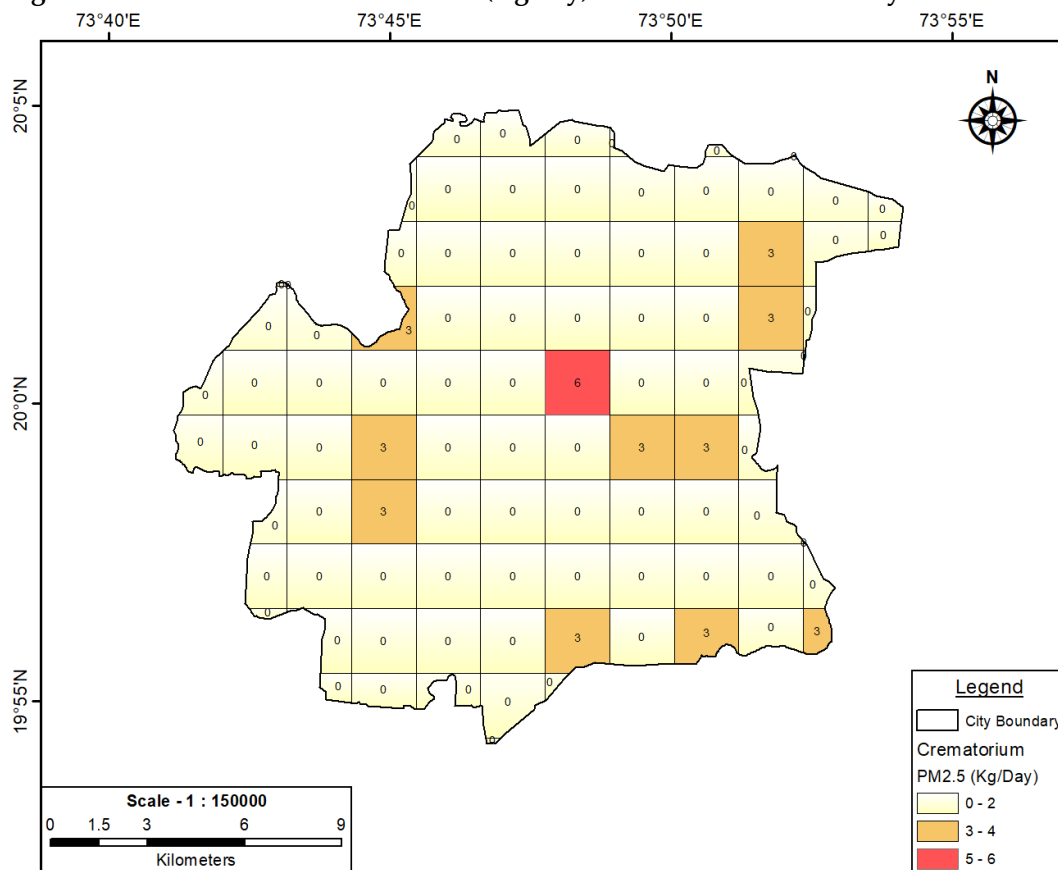 73°40'E 73°45'E 73°50'E 73°55'E
N
20°5'N
0 0 0 0 0 0
0 0 0 0 0 0 0 0 0
0 0 0 0 0 0 3 0 0
00
0 0 3 0 0 0 0 0 3 0
20°0'N
0 0 0 0 0 0 6 0 0 0 0
0 0 0 3 0 0 0 3 3 0
0 0 3 0 0 0 0 0 0 0
0 0 0 0 0 0 0 0 0 0
0 0 0 0 0 3 0 3 0 3
19°55'N
0 0 0 0 0
0
Legend
City Boundary
Crematorium
PM2.5 (Kg/Day)
0 - 2
3 - 4
5 - 6
Scale - 1 : 150000
0 1.5 3 6 9
Kilometers